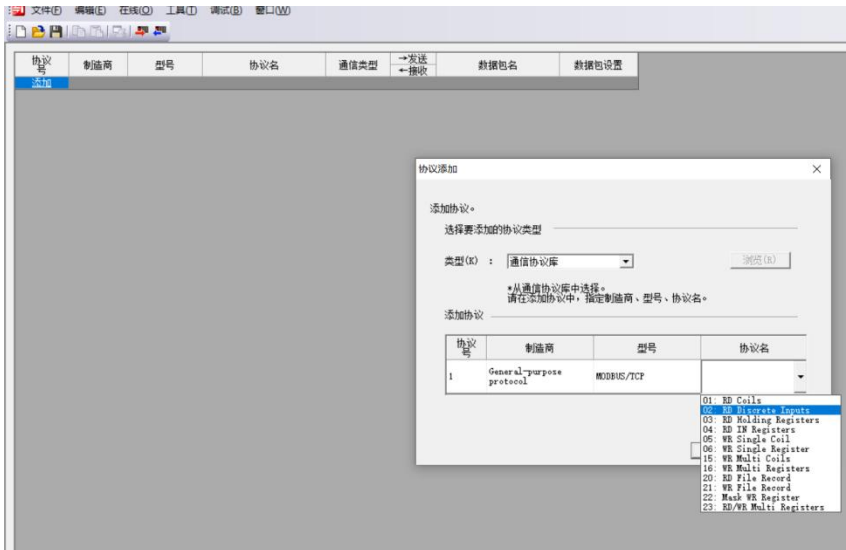 文件(F) 编辑(E) 在线(O) 工具(T) 调试(B) 窗口(W)
协议号 制造商 型号 协议名 通信类型 →发送 ←接收 数据包名 数据包设置
添加
协议添加
添加协议。
选择要添加的协议类型
类型(K) : 通信协议库 浏览(R)
*从通信协议库中选择。
请在添加协议中，指定制造商、型号、协议名。
添加协议
协议号 制造商 型号 协议名
1 General-purpose protocol MODBUS/TCP
01: RD Coils
02: RD Discrete Inputs
03: RD Holding Registers
04: RD IN Registers
05: WR Single Coil
06: WR Single Register
15: WR Multi Coils
16: WR Multi Registers
20: RD File Record
21: WR File Record
22: Mask WR Register
23: RD/WR Multi Registers